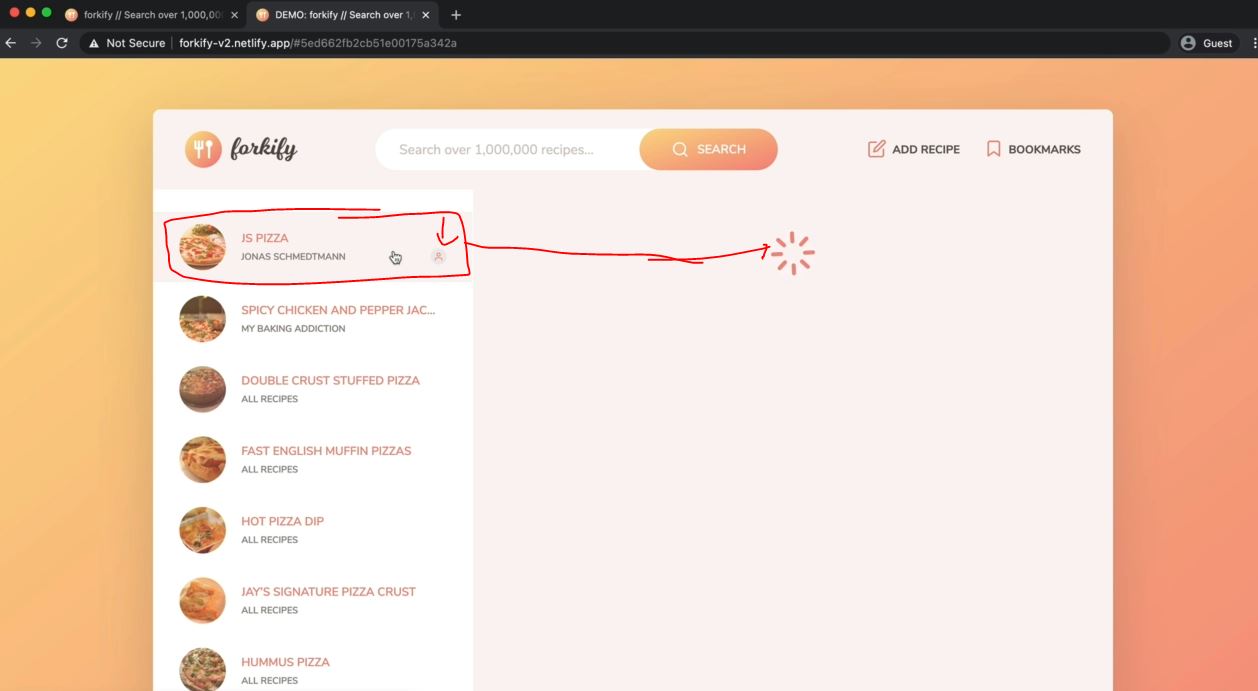 forkify // Search over 1,000,00
DEMO: forkify // Search over 1,
Not Secure
forkify-v2.netlify.app/#5ed662fb2cb51e00175a342a
Guest
forkify
Search over 1,000,000 recipes...
SEARCH
ADD RECIPE
BOOKMARKS
JS PIZZA
JONAS SCHMEDTMANN
SPICY CHICKEN AND PEPPER JAC...
MY BAKING ADDICTION
DOUBLE CRUST STUFFED PIZZA
ALL RECIPES
FAST ENGLISH MUFFIN PIZZAS
ALL RECIPES
HOT PIZZA DIP
ALL RECIPES
JAY'S SIGNATURE PIZZA CRUST
ALL RECIPES
HUMMUS PIZZA
ALL RECIPES